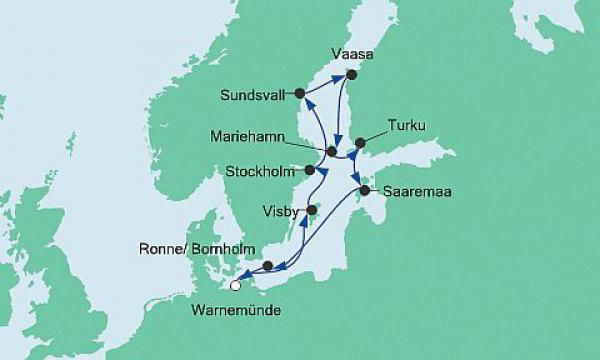 Vaasa
Sundsvall
Turku
Mariehamn
Stockholm
Saaremaa
Visby
Ronne/ Bornholm
Warnemünde